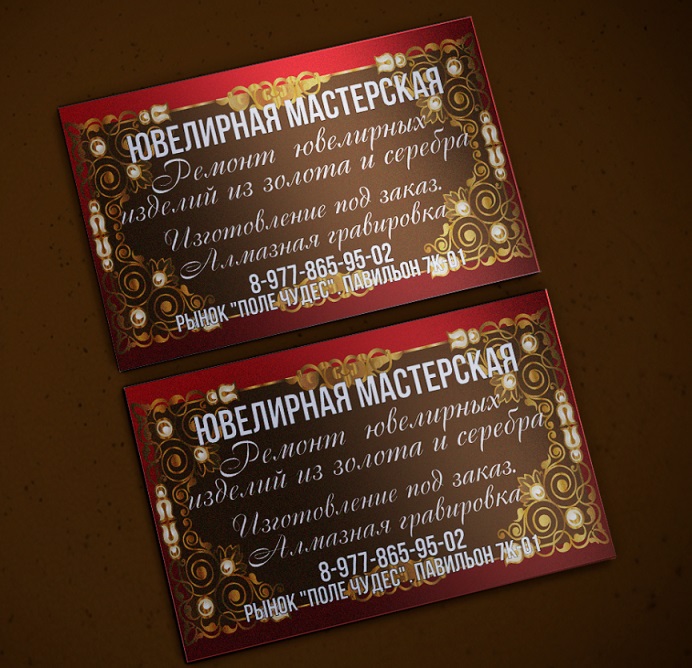 ЮВЕЛИРНАЯ МАСТЕРСКАЯ
Ремонт ювелирных
изделий из золота и серебра
Изготовление под заказ.
Алмазная гравировка
8-977-865-95-02
РЫНОК "ПОЛЕ ЧУДЕС". ПАВИЛЬОН 7К-01
ЮВЕЛИРНАЯ МАСТЕРСКАЯ
Ремонт ювелирных
изделий из золота и серебра
Изготовление под заказ.
Алмазная гравировка
8-977-865-95-02
РЫНОК "ПОЛЕ ЧУДЕС". ПАВИЛЬОН 7К-01